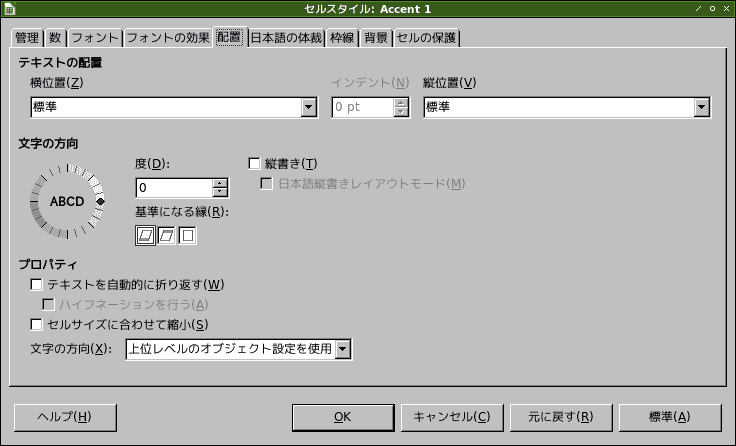 セルスタイル: Accent 1
管理 数 フォント フォントの効果 配置 日本語の体裁 枠線 背景 セルの保護
テキストの配置
横位置(Z) インデント(N) 縦位置(V)
標準 0 pt 標準
文字の方向
ABCD
度(D): 縦書き(T)
0 日本語縦書きレイアウトモード(M)
基準になる縁(R):
プロパティ
テキストを自動的に折り返す(W)
ハイフネーションを行う(A)
セルサイズに合わせて縮小(S)
文字の方向(X): 上位レベルのオブジェクト設定を使用
ヘルプ(H) OK キャンセル(C) 元に戻す(R) 標準(A)